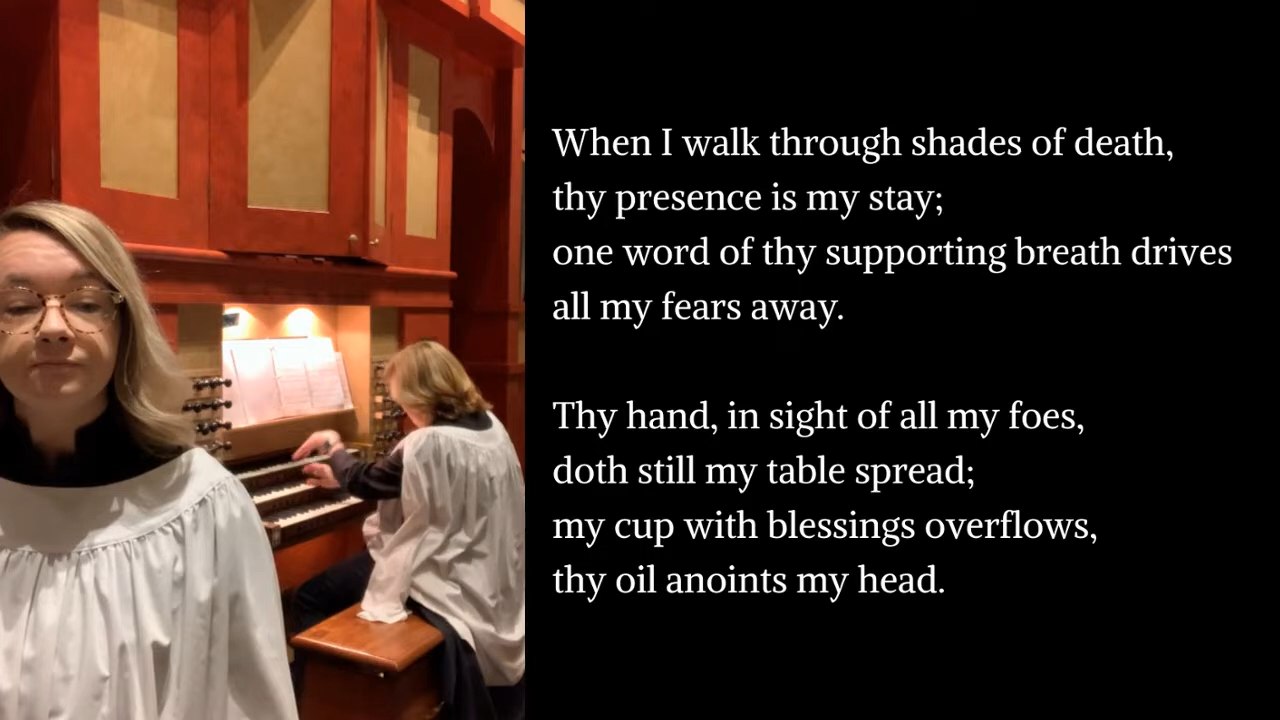 When I walk through shades of death,
thy presence is my stay;
one word of thy supporting breath drives
all my fears away.
Thy hand, in sight of all my foes,
doth still my table spread;
my cup with blessings overflows,
thy oil anoints my head.